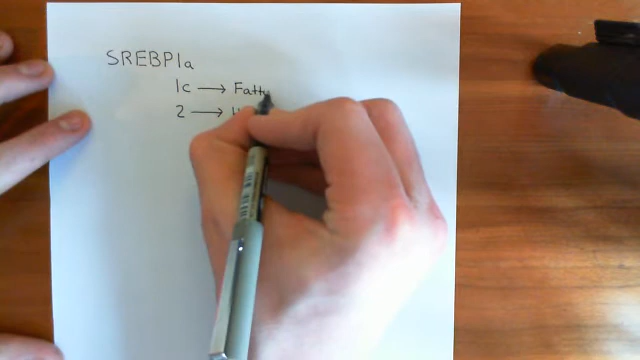 SREBP1a
1c → Fatty
2 →